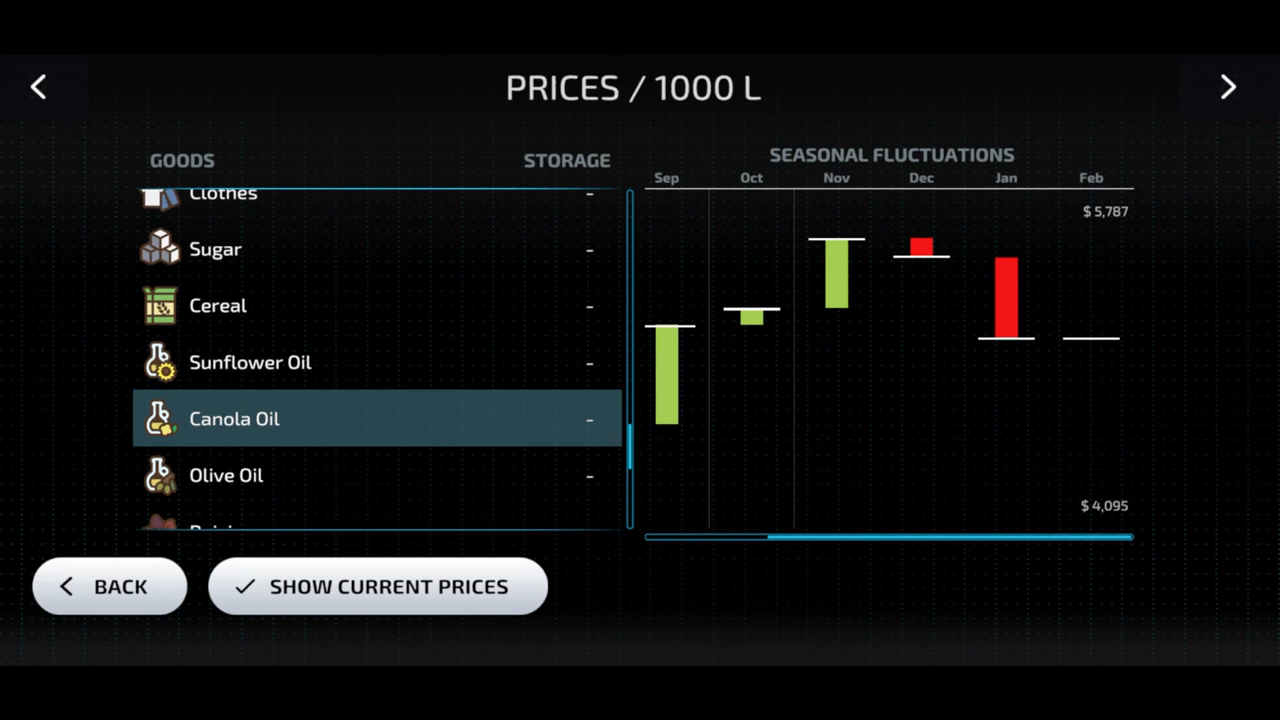 PRICES / 1000 L
GOODS STORAGE
SEASONAL FLUCTUATIONS
Sep Oct Nov Dec Jan Feb
Clothes -
$ 5,787
Sugar -
Cereal -
Sunflower Oil -
Canola Oil -
Olive Oil -
$ 4,095
BACK
SHOW CURRENT PRICES